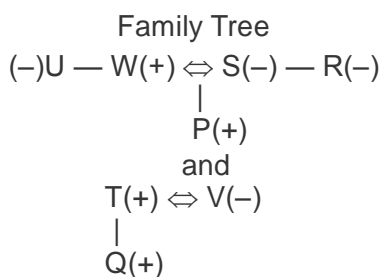 Family Tree
(–)U — W(+) ⇔ S(–) — R(–)
|
P(+)
and
T(+) ⇔ V(–)
|
Q(+)